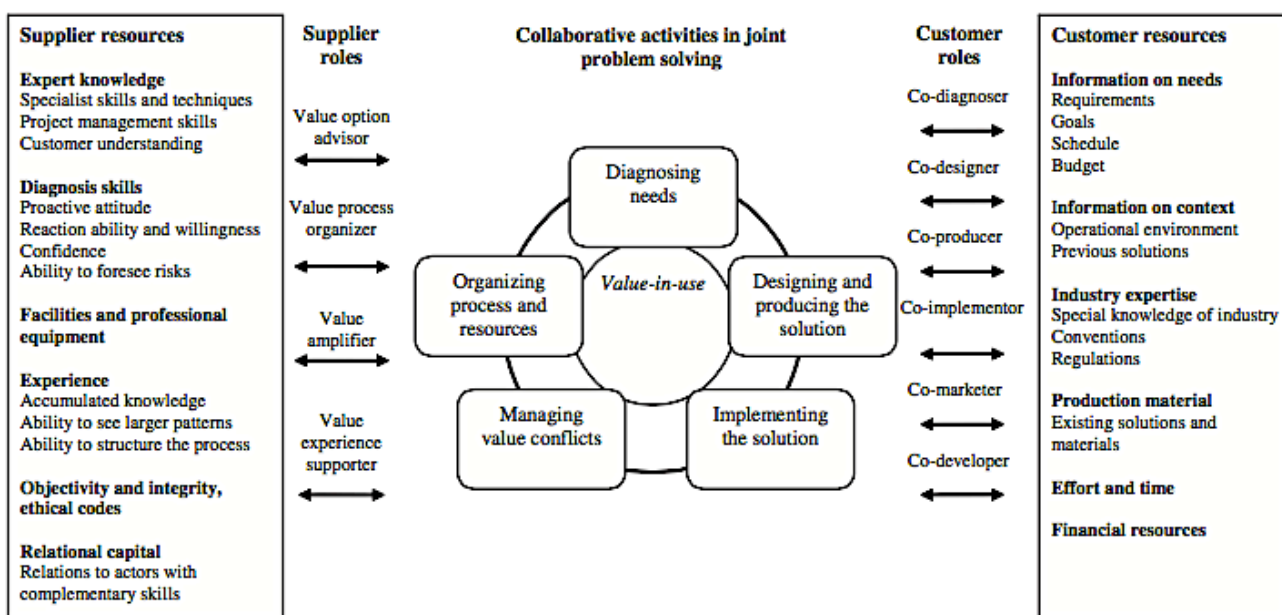 Supplier resources
Expert knowledge
Specialist skills and techniques
Project management skills
Customer understanding
Diagnosis skills
Proactive attitude
Reaction ability and willingness
Confidence
Ability to foresee risks
Facilities and professional
equipment
Experience
Accumulated knowledge
Ability to see larger patterns
Ability to structure the process
Objectivity and integrity,
ethical codes
Relational capital
Relations to actors with
complementary skills
Supplier
roles
Value option
advisor
Value process
organizer
Value
amplifier
Value
experience
supporter
Collaborative activities in joint
problem solving
Diagnosing
needs
Organizing
process and
resources
Value-in-use
Designing and
producing the
solution
Managing
value conflicts
Implementing
the solution
Customer
roles
Co-diagnoser
Co-designer
Co-producer
Co-implementor
Co-marketer
Co-developer
Customer resources
Information on needs
Requirements
Goals
Schedule
Budget
Information on context
Operational environment
Previous solutions
Industry expertise
Special knowledge of industry
Conventions
Regulations
Production material
Existing solutions and
materials
Effort and time
Financial resources